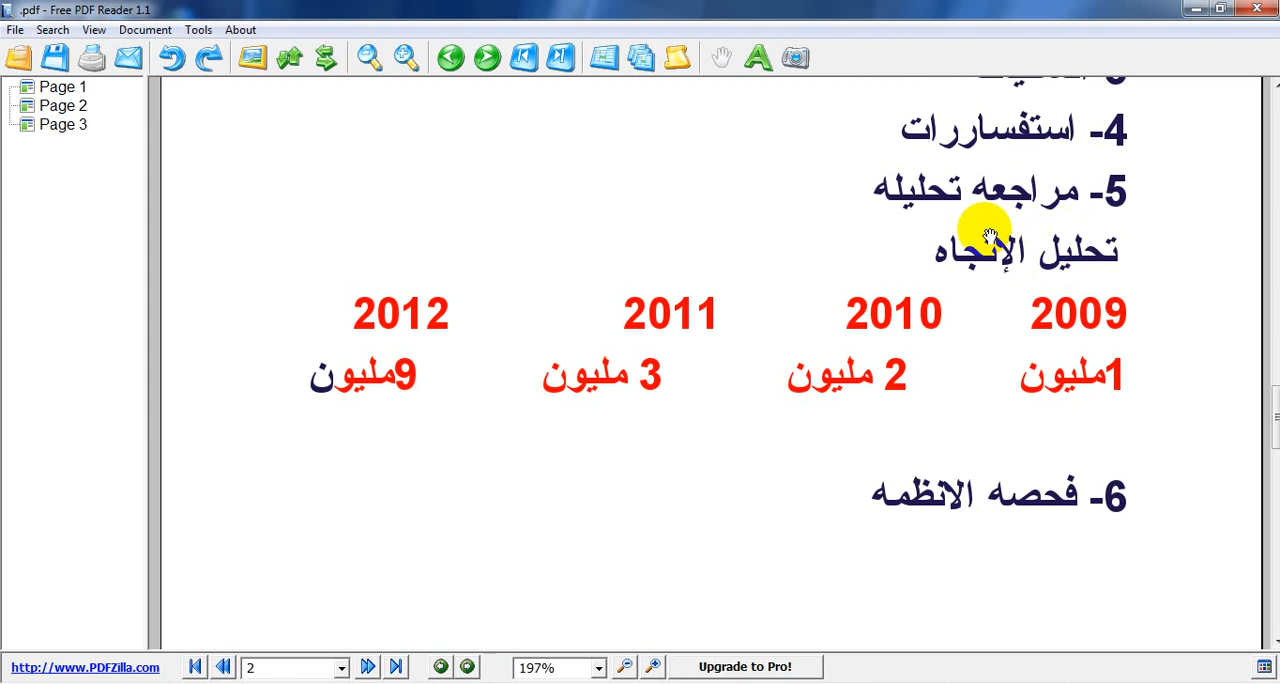 .pdf - Free PDF Reader 1.1
File Search View Document Tools About
Page 1
Page 2
Page 3
4- استفساررات
5- مراجعه تحليله
تحليل الإتجاه
2009 2010 2011 2012
1مليون 2 مليون 3 مليون 9مليون
6- فحصه الانظمه
http://www.PDFZilla.com 2 197% Upgrade to Pro!